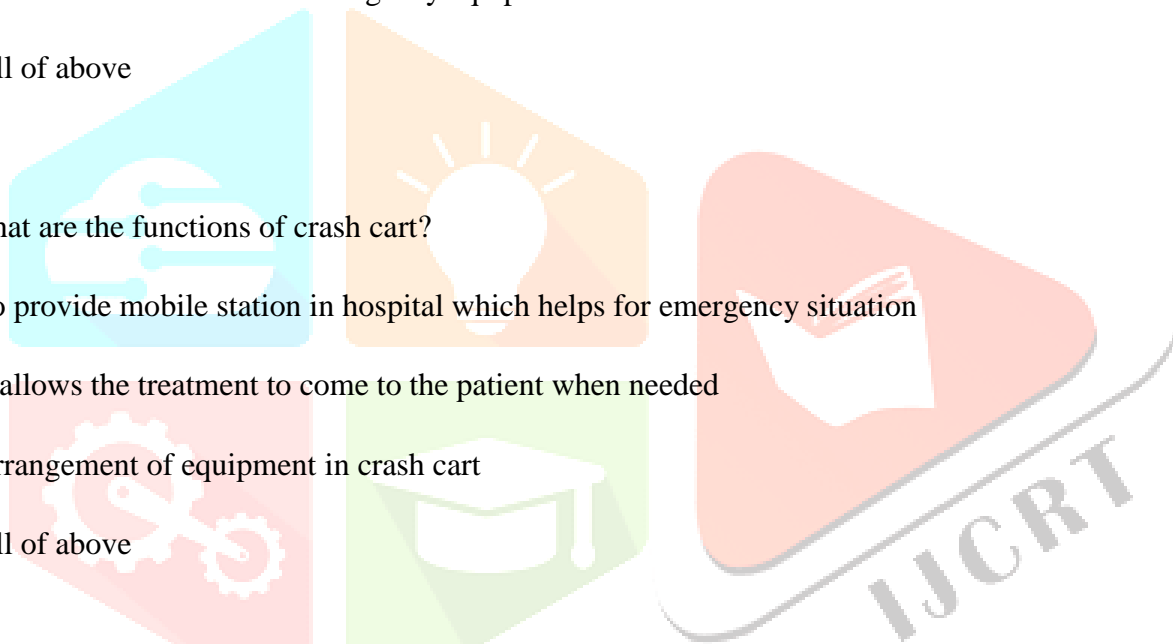 ll of above
hat are the functions of crash cart?
o provide mobile station in hospital which helps for emergency situation
allows the treatment to come to the patient when needed
rrangement of equipment in crash cart
ll of above
IJCRT